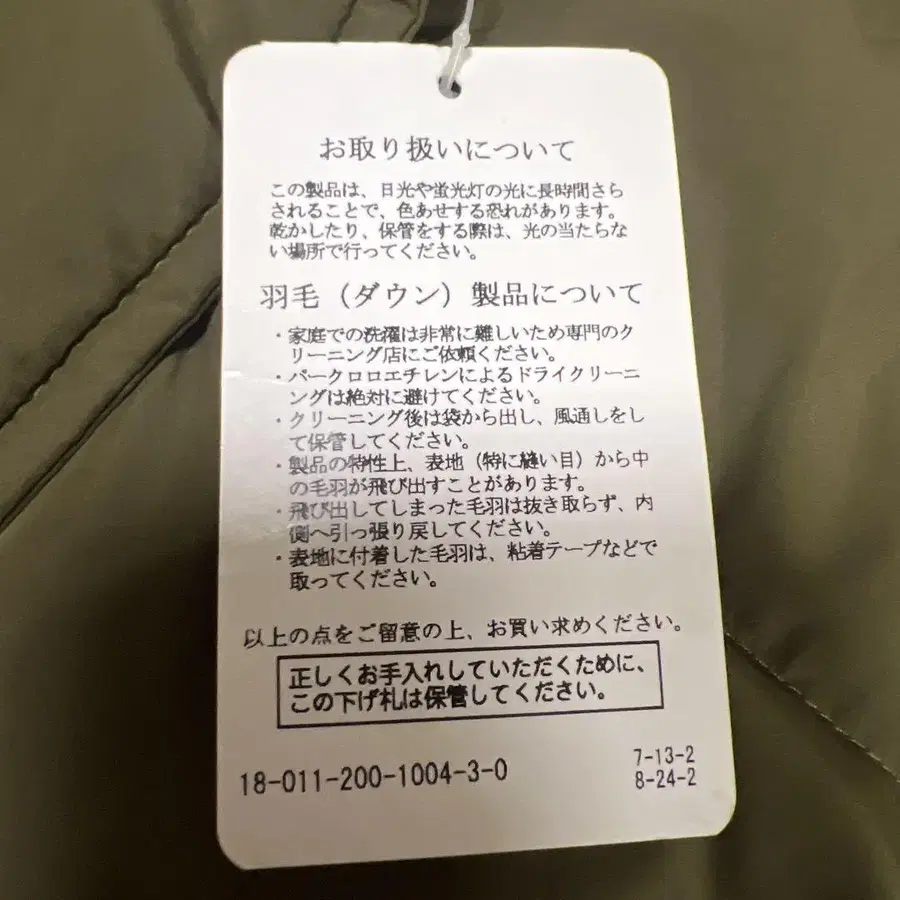 お取り扱いについて
この製品は、日光や蛍光灯の光に長時間さら
されることで、色あせする恐れがあります。
乾かしたり、保管をする際は、光の当たらな
い場所で行ってください。
羽毛（ダウン）製品について
・家庭での洗濯は非常に難しいため専門のク
リーニング店にご依頼ください。
・パークロロエチレンによるドライクリーニ
ングは絶対に避けてください。
・クリーニング後は袋から出し、風通しをし
て保管してください。
・製品の特性上、表地（特に縫い目）から中
の毛羽が飛び出すことがあります。
・飛び出してしまった毛羽は抜き取らず、内
側へ引っ張り戻してください。
・表地に付着した毛羽は、粘着テープなどで
取ってください。
以上の点をご留意の上、お買い求めください。
正しくお手入れしていただくために、
この下げ札は保管してください。
18-011-200-1004-3-0
7-13-2
8-24-2